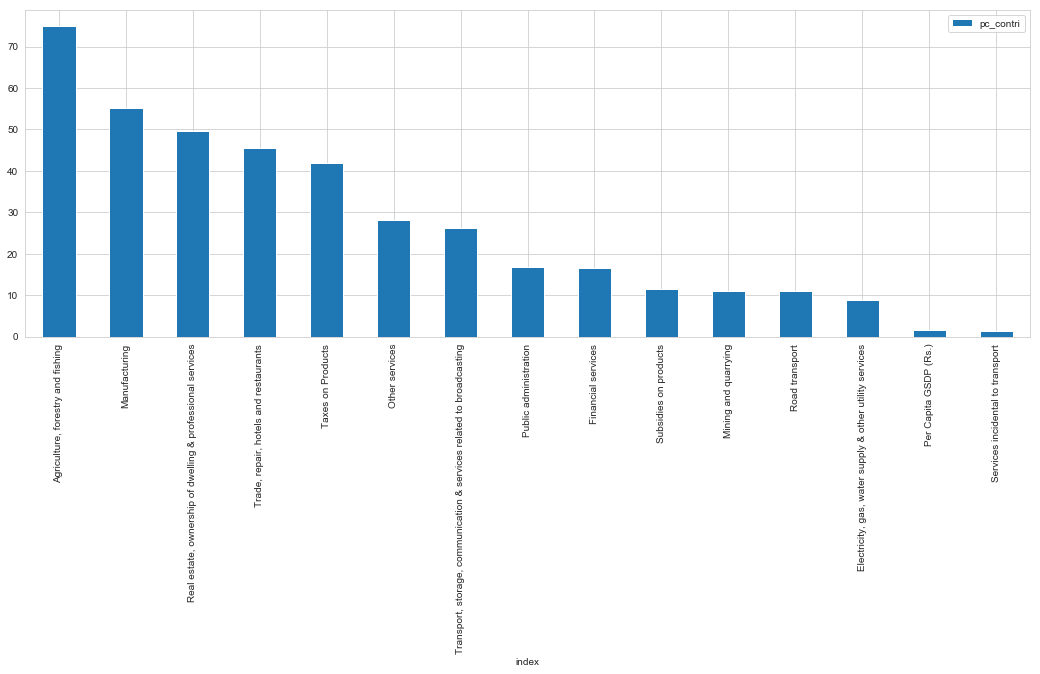 pc_contri
70
60
50
40
30
20
10
0
Agriculture, forestry and fishing
Manufacturing
Real estate, ownership of dwelling & professional services
Trade, repair, hotels and restaurants
Taxes on Products
Other services
Transport, storage, communication & services related to broadcasting
Public administration
Financial services
Subsidies on products
Mining and quarrying
Road transport
Electricity, gas, water supply & other utility services
Per Capita GSDP (Rs.)
Services incidental to transport
index